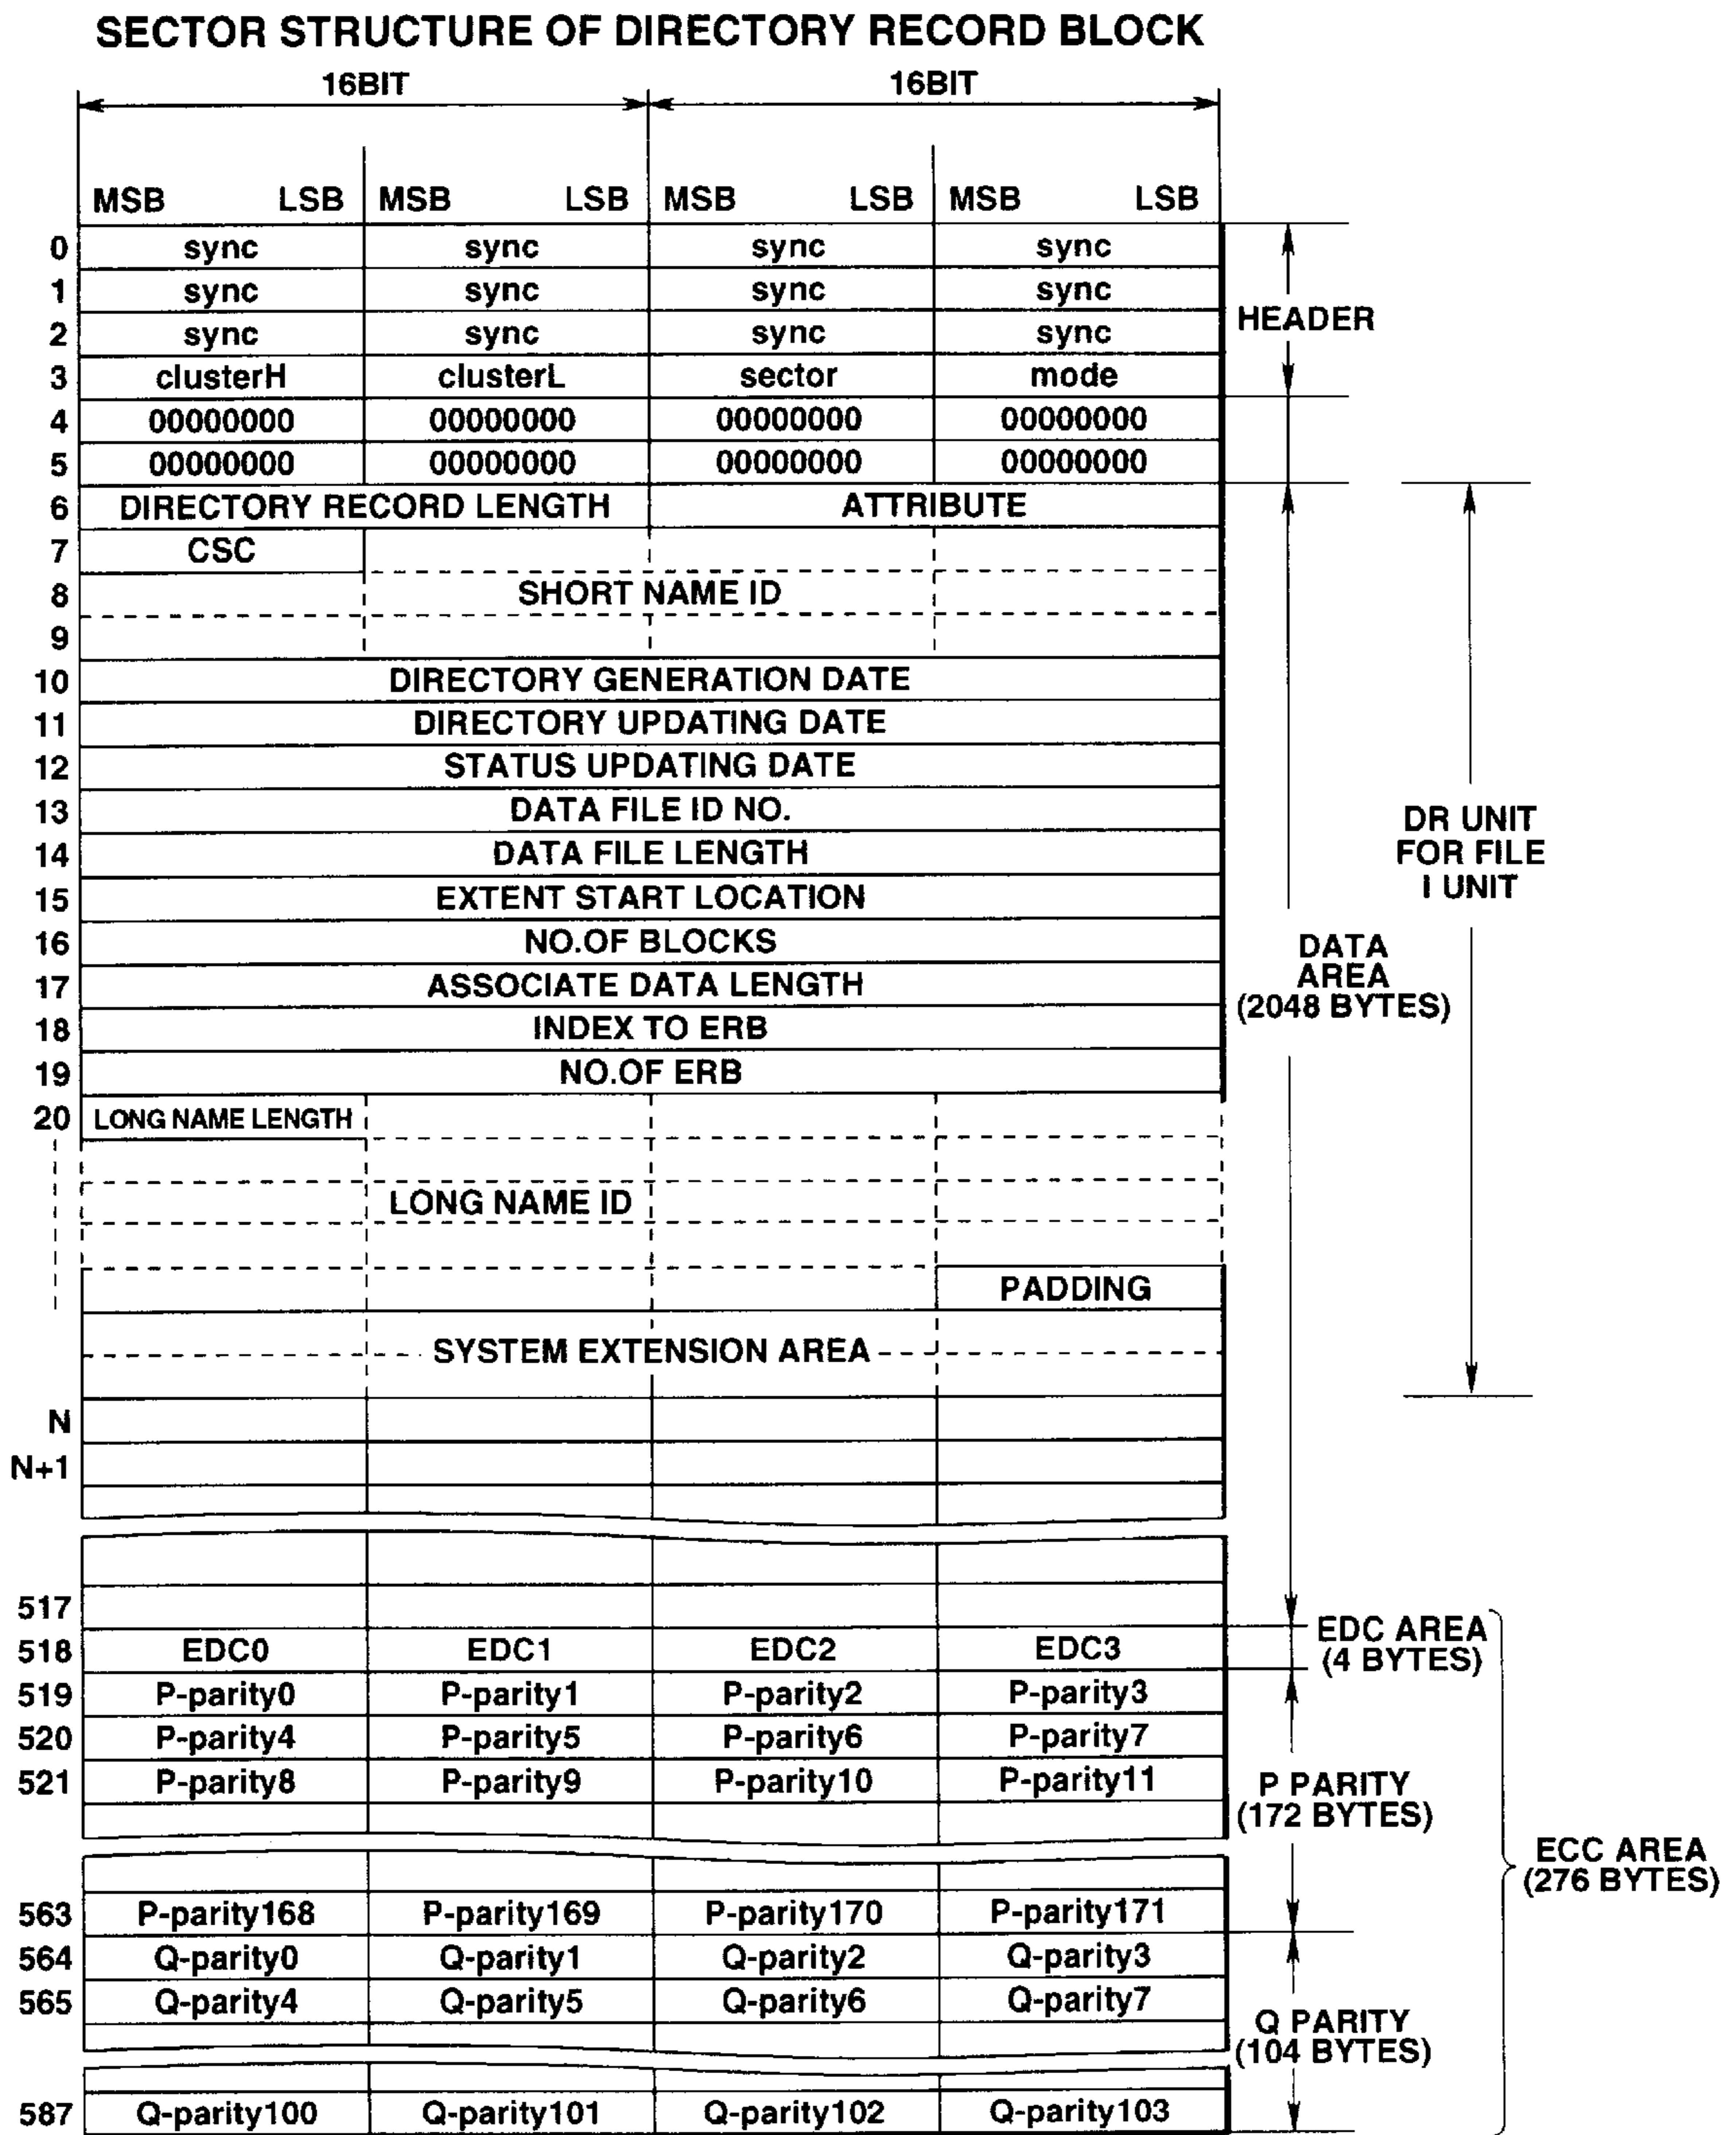 SECTOR STRUCTURE OF DIRECTORY RECORD BLOCK
16BIT 16BIT
MSB LSB MSB LSB MSB LSB MSB LSB
0 sync sync sync sync
1 sync sync sync sync
2 sync sync sync sync
HEADER
3 clusterH clusterL sector mode
4 00000000 00000000 00000000 00000000
5 00000000 00000000 00000000 00000000
6 DIRECTORY RECORD LENGTH ATTRIBUTE
7 CSC
8 SHORT NAME ID
9
10 DIRECTORY GENERATION DATE
11 DIRECTORY UPDATING DATE
12 STATUS UPDATING DATE
13 DATA FILE ID NO.
14 DATA FILE LENGTH
15 EXTENT START LOCATION
16 NO.OF BLOCKS
17 ASSOCIATE DATA LENGTH
18 INDEX TO ERB
19 NO.OF ERB
20 LONG NAME LENGTH
LONG NAME ID
PADDING
SYSTEM EXTENSION AREA
N
N+1
DATA
AREA
(2048 BYTES)
DR UNIT
FOR FILE
I UNIT
517
518 EDC0 EDC1 EDC2 EDC3
EDC AREA
(4 BYTES)
519 P-parity0 P-parity1 P-parity2 P-parity3
520 P-parity4 P-parity5 P-parity6 P-parity7
521 P-parity8 P-parity9 P-parity10 P-parity11
P PARITY
(172 BYTES)
ECC AREA
(276 BYTES)
563 P-parity168 P-parity169 P-parity170 P-parity171
564 Q-parity0 Q-parity1 Q-parity2 Q-parity3
565 Q-parity4 Q-parity5 Q-parity6 Q-parity7
Q PARITY
(104 BYTES)
587 Q-parity100 Q-parity101 Q-parity102 Q-parity103